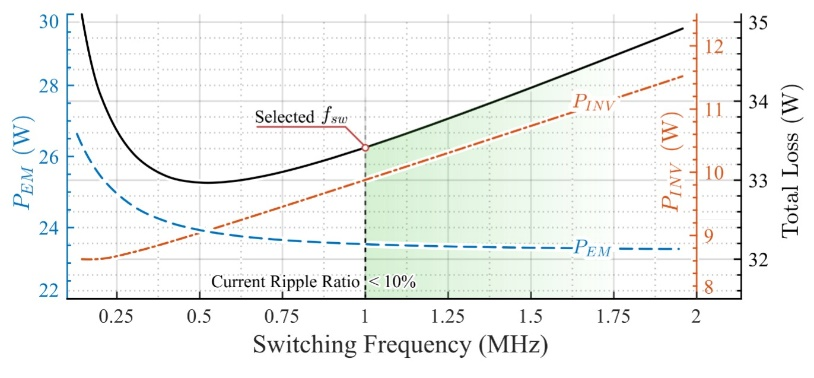 30
28
26
24
22
P_EM (W)
Selected f_sw
Current Ripple Ratio < 10%
P_INV
P_EM
12
11
10
9
8
P_INV (W)
35
34
33
32
Total Loss (W)
0.25 0.5 0.75 1 1.25 1.5 1.75 2
Switching Frequency (MHz)